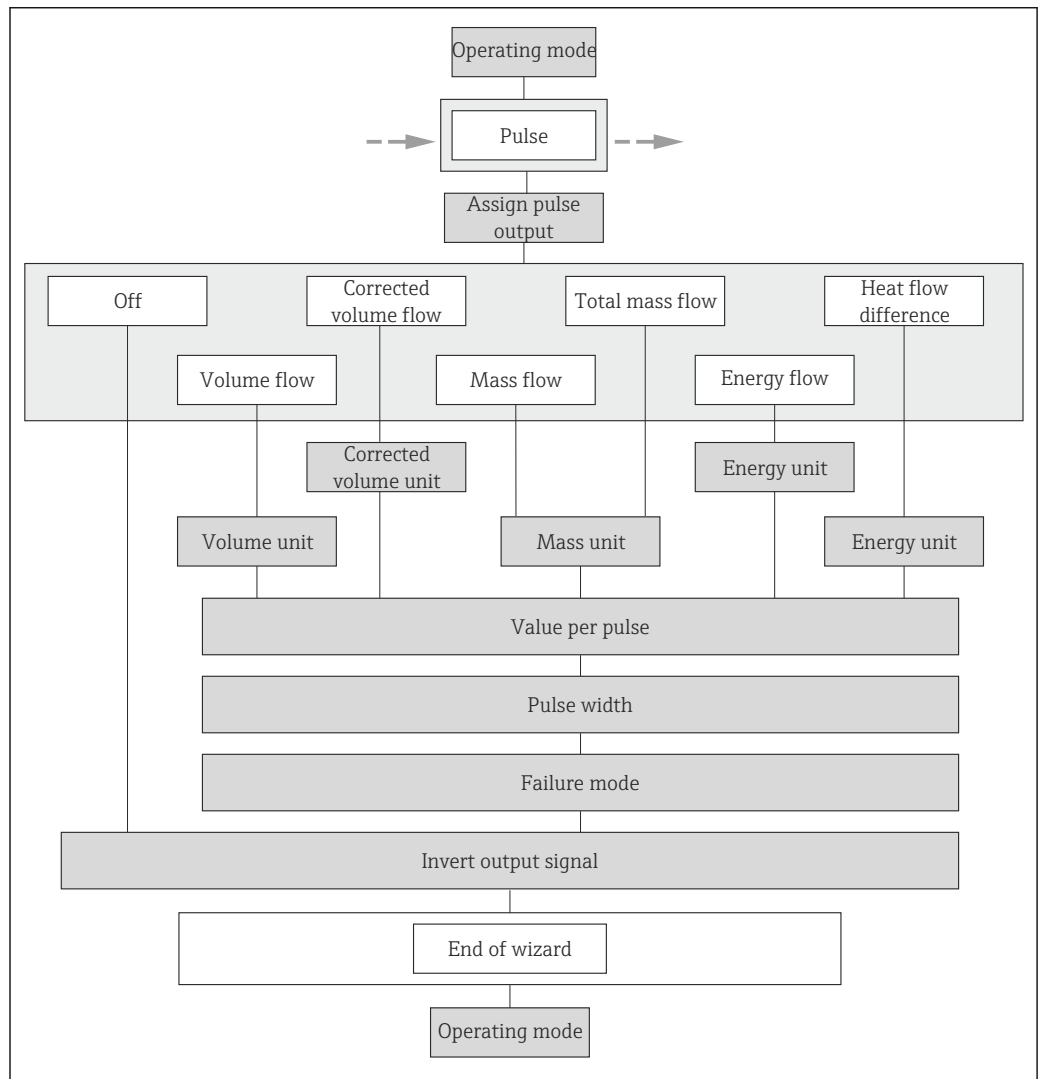 Operating mode
Pulse
Assign pulse
output
Off
Corrected
volume flow
Total mass flow
Heat flow
difference
Volume flow
Mass flow
Energy flow
Corrected
volume unit
Energy unit
Volume unit
Mass unit
Energy unit
Value per pulse
Pulse width
Failure mode
Invert output signal
End of wizard
Operating mode